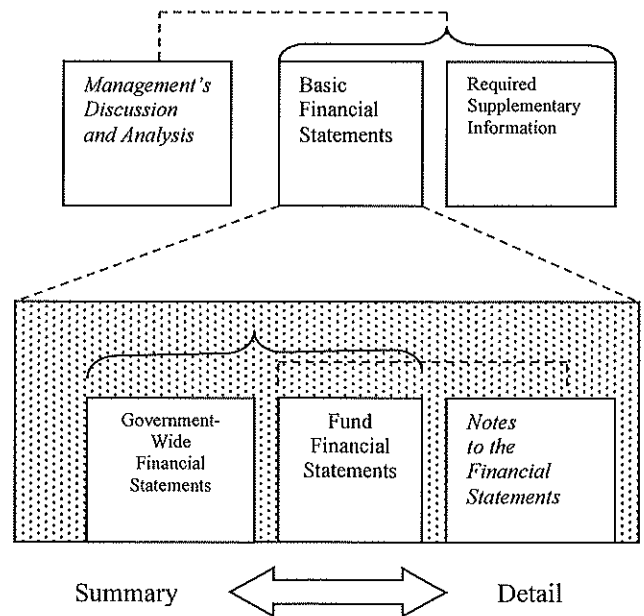 Management's
Discussion
and Analysis
Basic
Financial
Statements
Required
Supplementary
Information
Government-
Wide
Financial
Statements
Fund
Financial
Statements
Notes
to the
Financial
Statements
Summary
Detail